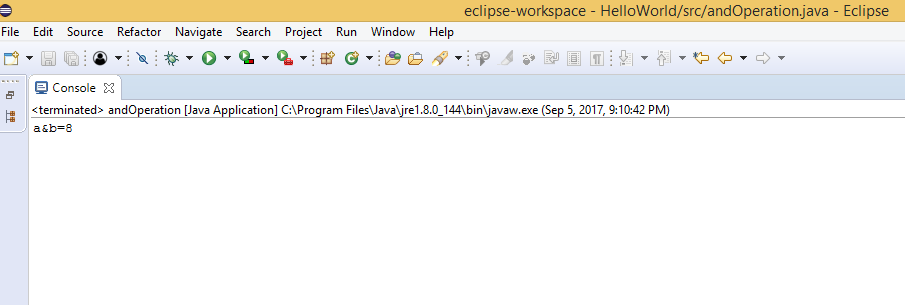 eclipse-workspace - HelloWorld/src/andOperation.java - Eclipse
File Edit Source Refactor Navigate Search Project Run Window Help
Console
<terminated> andOperation [Java Application] C:\Program Files\Java\jre1.8.0_144\bin\javaw.exe (Sep 5, 2017, 9:10:42 PM)
a&b=8